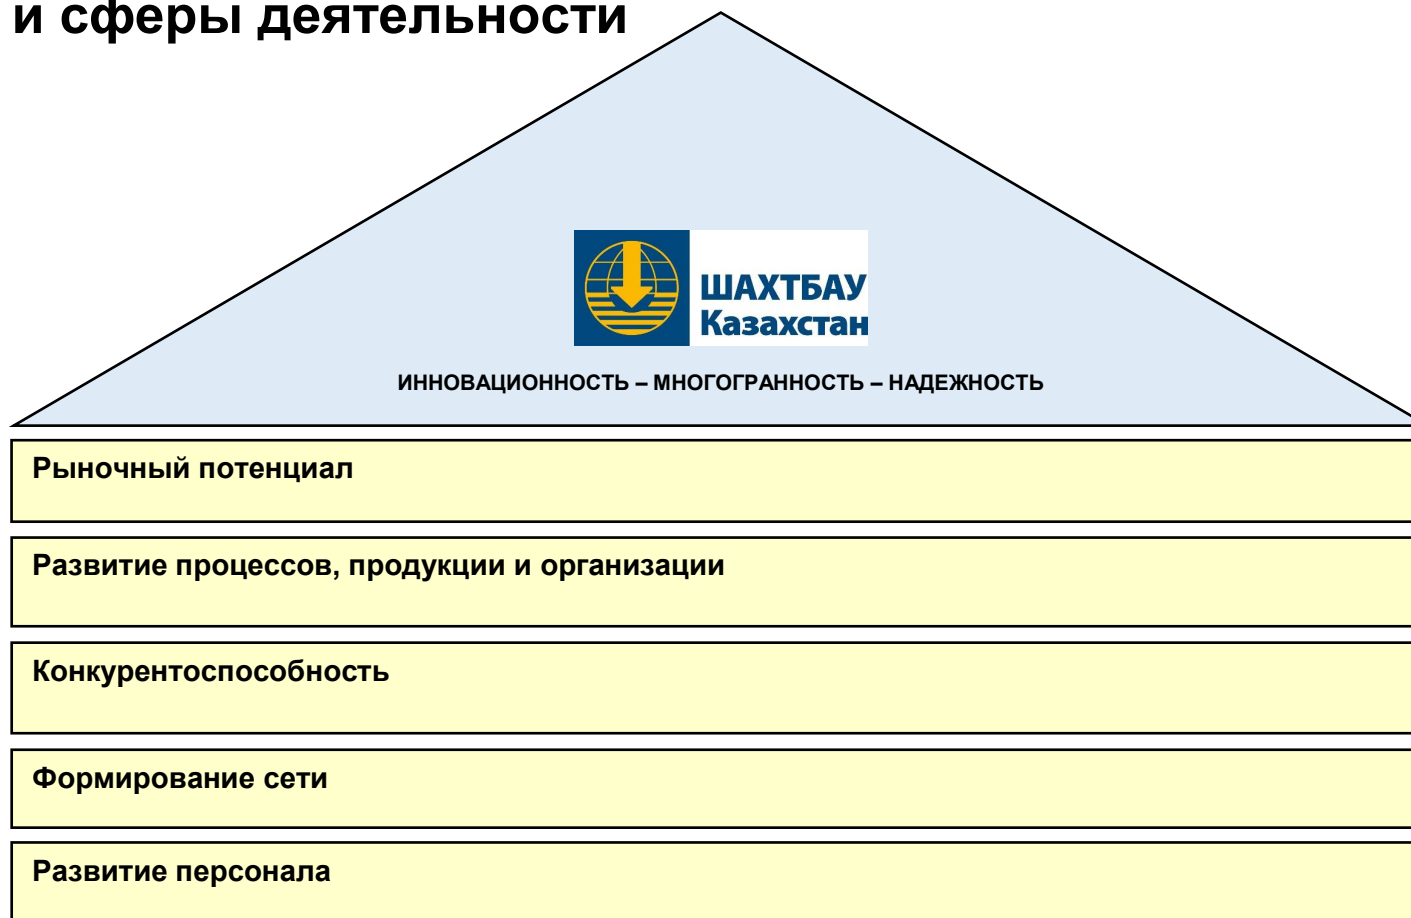 и сферы деятельности
ШАХТБАУ
Казахстан
ИННОВАЦИОННОСТЬ – МНОГОГРАННОСТЬ – НАДЕЖНОСТЬ
Рыночный потенциал
Развитие процессов, продукции и организации
Конкурентоспособность
Формирование сети
Развитие персонала